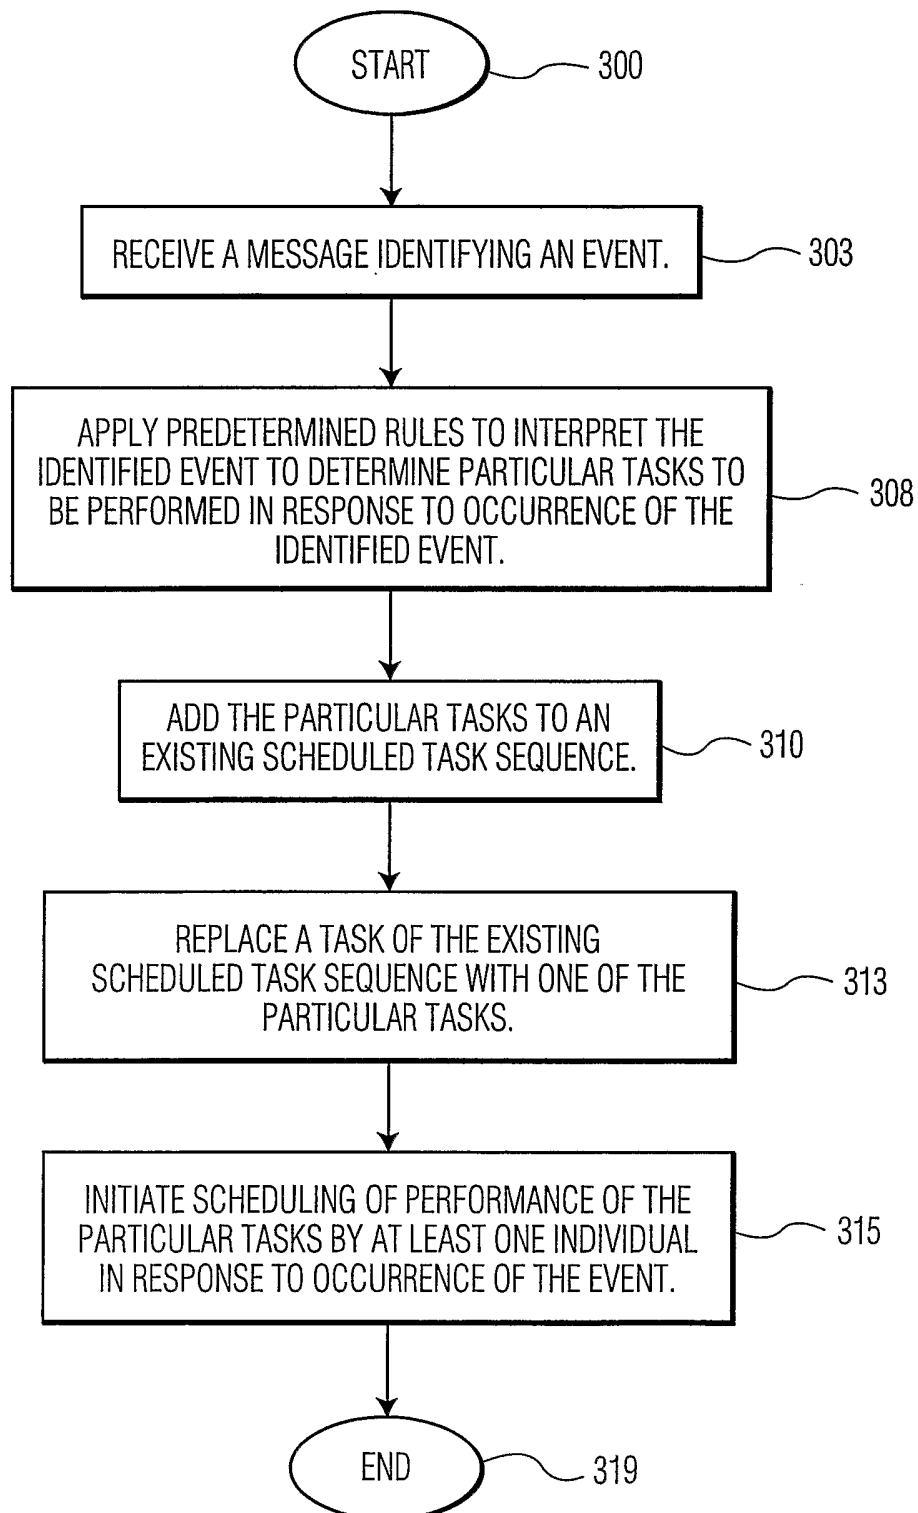 START
300
RECEIVE A MESSAGE IDENTIFYING AN EVENT.
303
APPLY PREDETERMINED RULES TO INTERPRET THE
IDENTIFIED EVENT TO DETERMINE PARTICULAR TASKS TO
BE PERFORMED IN RESPONSE TO OCCURRENCE OF THE
IDENTIFIED EVENT.
308
ADD THE PARTICULAR TASKS TO AN
EXISTING SCHEDULED TASK SEQUENCE.
310
REPLACE A TASK OF THE EXISTING
SCHEDULED TASK SEQUENCE WITH ONE OF THE
PARTICULAR TASKS.
313
INITIATE SCHEDULING OF PERFORMANCE OF THE
PARTICULAR TASKS BY AT LEAST ONE INDIVIDUAL
IN RESPONSE TO OCCURRENCE OF THE EVENT.
315
END
319